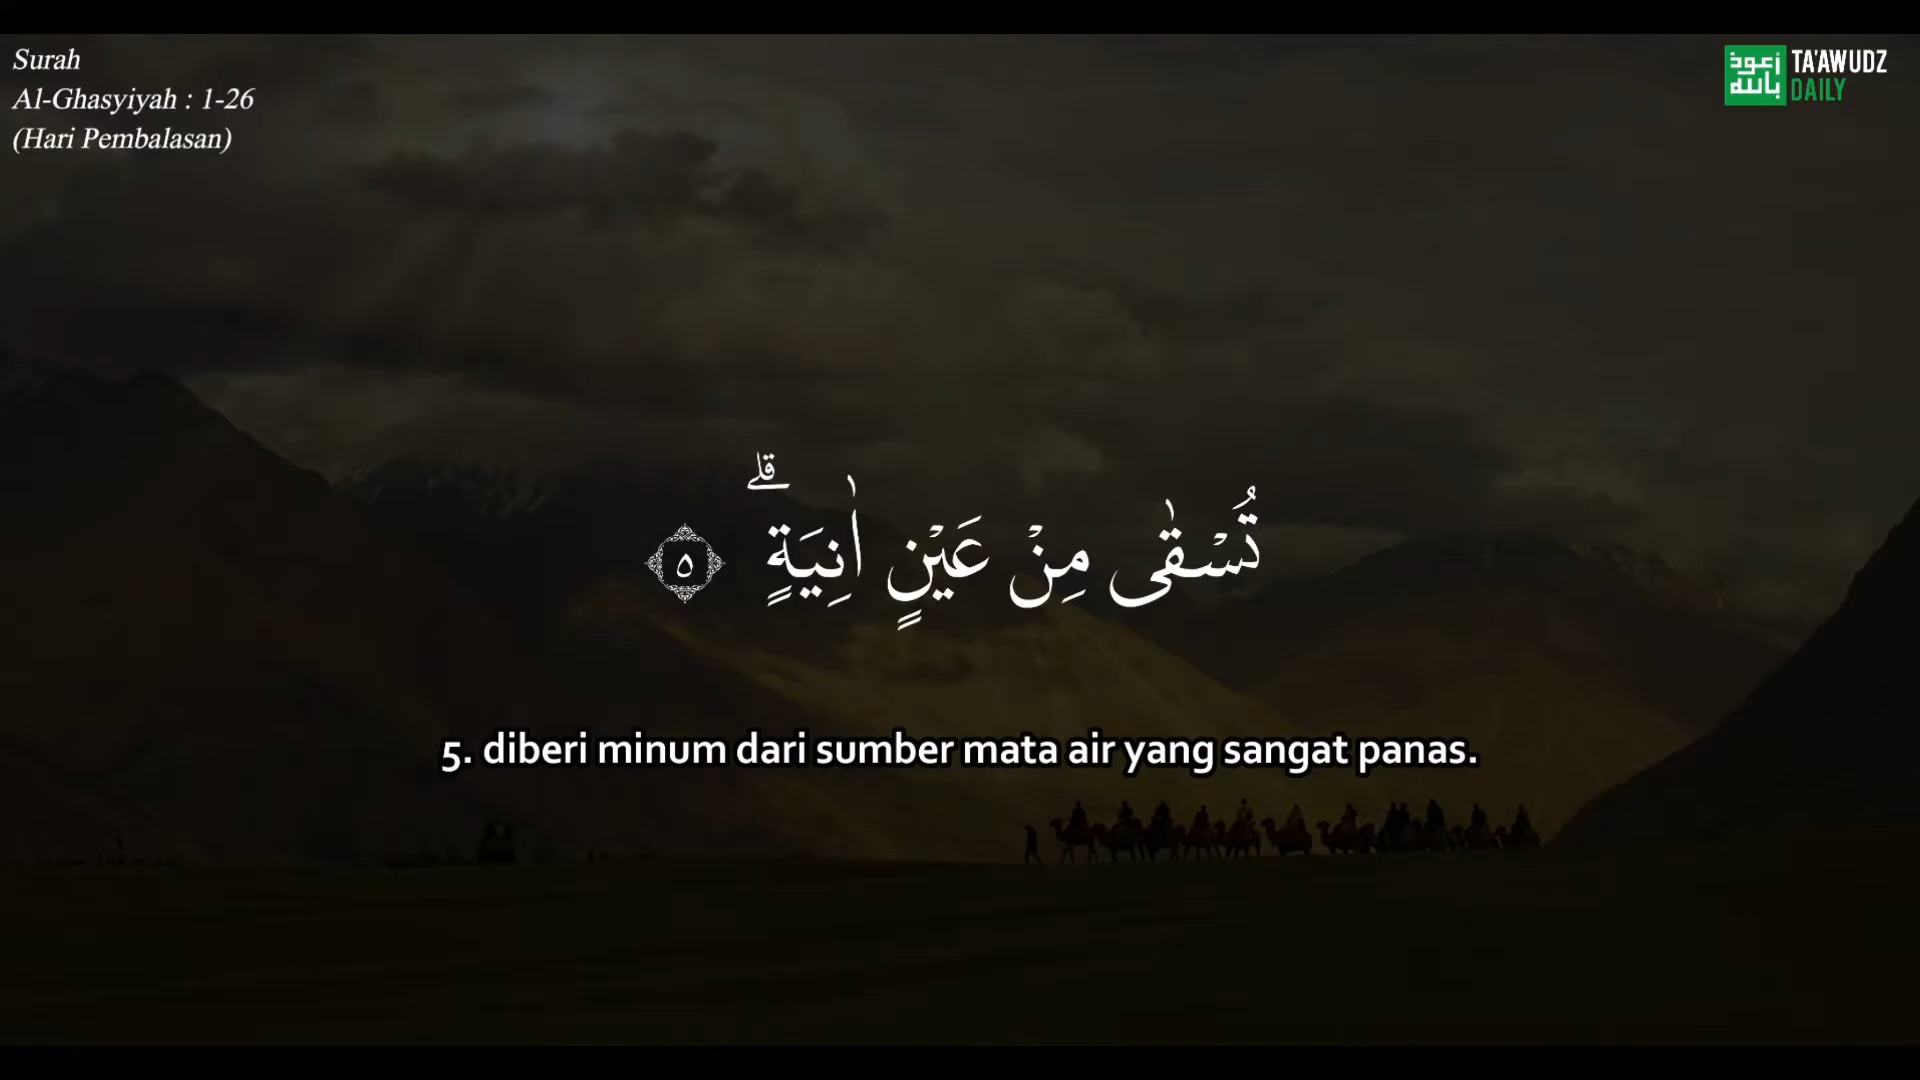 Surah
Al-Ghasyiyah : 1-26
(Hari Pembalasan)
أعوذ
بالله
TA'AWUDZ
DAILY
تُسْقٰى مِنْ عَيْنٍ اٰنِيَةٍۗ ٥
5. diberi minum dari sumber mata air yang sangat panas.